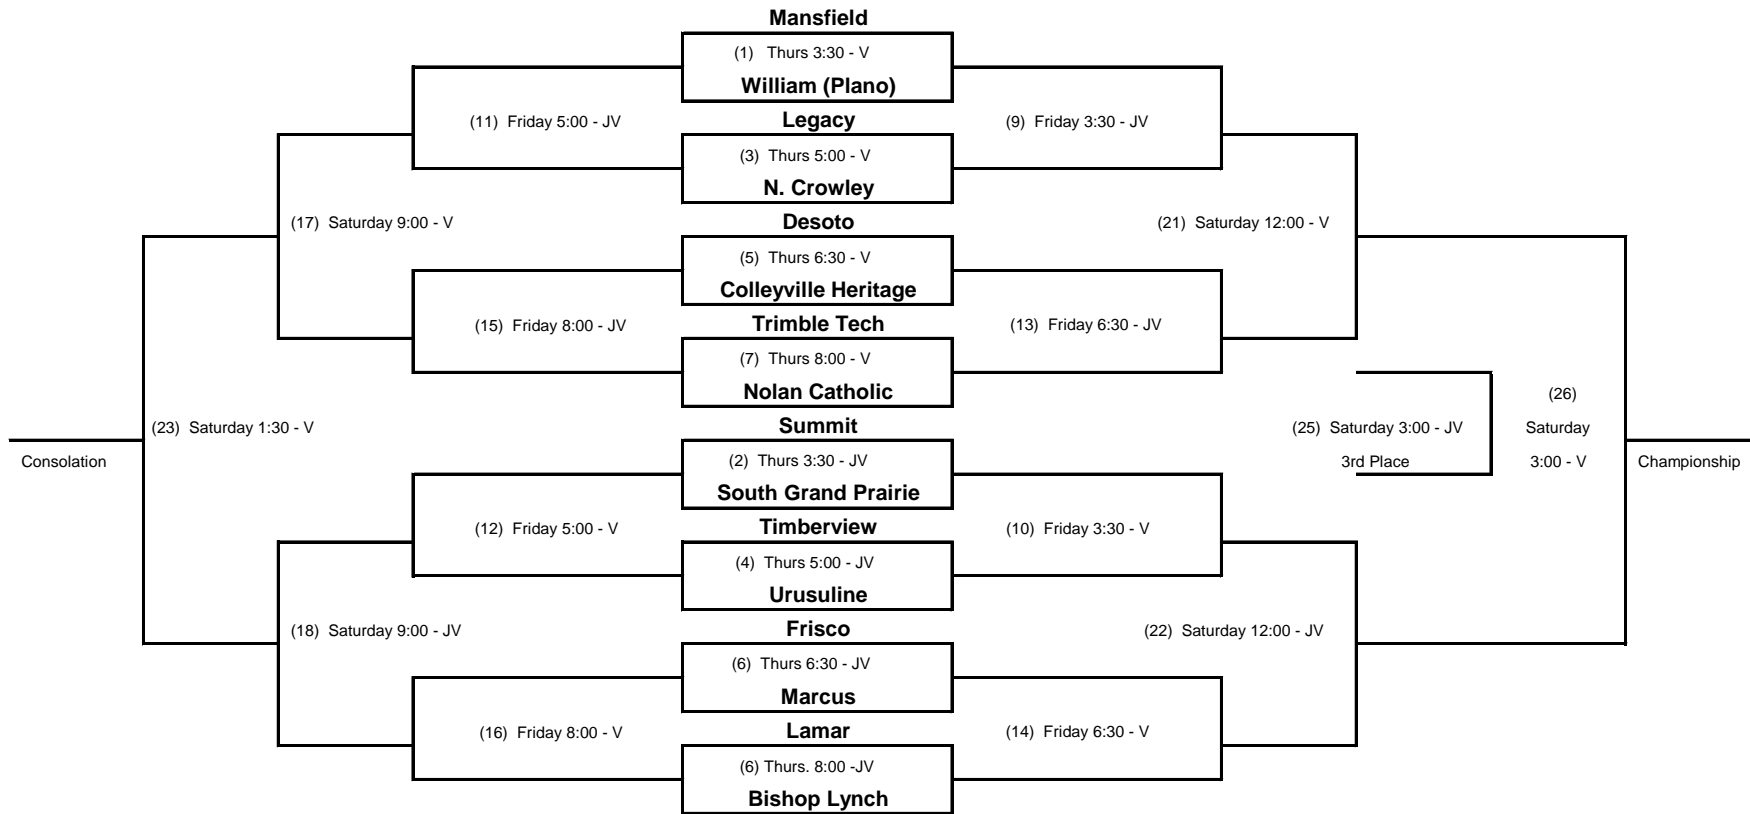 Mansfield
(1) Thurs 3:30 - V
William (Plano)
(11) Friday 5:00 - JV
Legacy
(9) Friday 3:30 - JV
(3) Thurs 5:00 - V
N. Crowley
(17) Saturday 9:00 - V
Desoto
(21) Saturday 12:00 - V
(5) Thurs 6:30 - V
Colleyville Heritage
(15) Friday 8:00 - JV
Trimble Tech
(13) Friday 6:30 - JV
(7) Thurs 8:00 - V
Nolan Catholic
(26)
(23) Saturday 1:30 - V
Summit
(25) Saturday 3:00 - JV
Saturday
Consolation
(2) Thurs 3:30 - JV
3rd Place
3:00 - V
Championship
South Grand Prairie
(12) Friday 5:00 - V
Timberview
(10) Friday 3:30 - V
(4) Thurs 5:00 - JV
Urusuline
(18) Saturday 9:00 - JV
Frisco
(22) Saturday 12:00 - JV
(6) Thurs 6:30 - JV
Marcus
(16) Friday 8:00 - V
Lamar
(14) Friday 6:30 - V
(6) Thurs. 8:00 -JV
Bishop Lynch